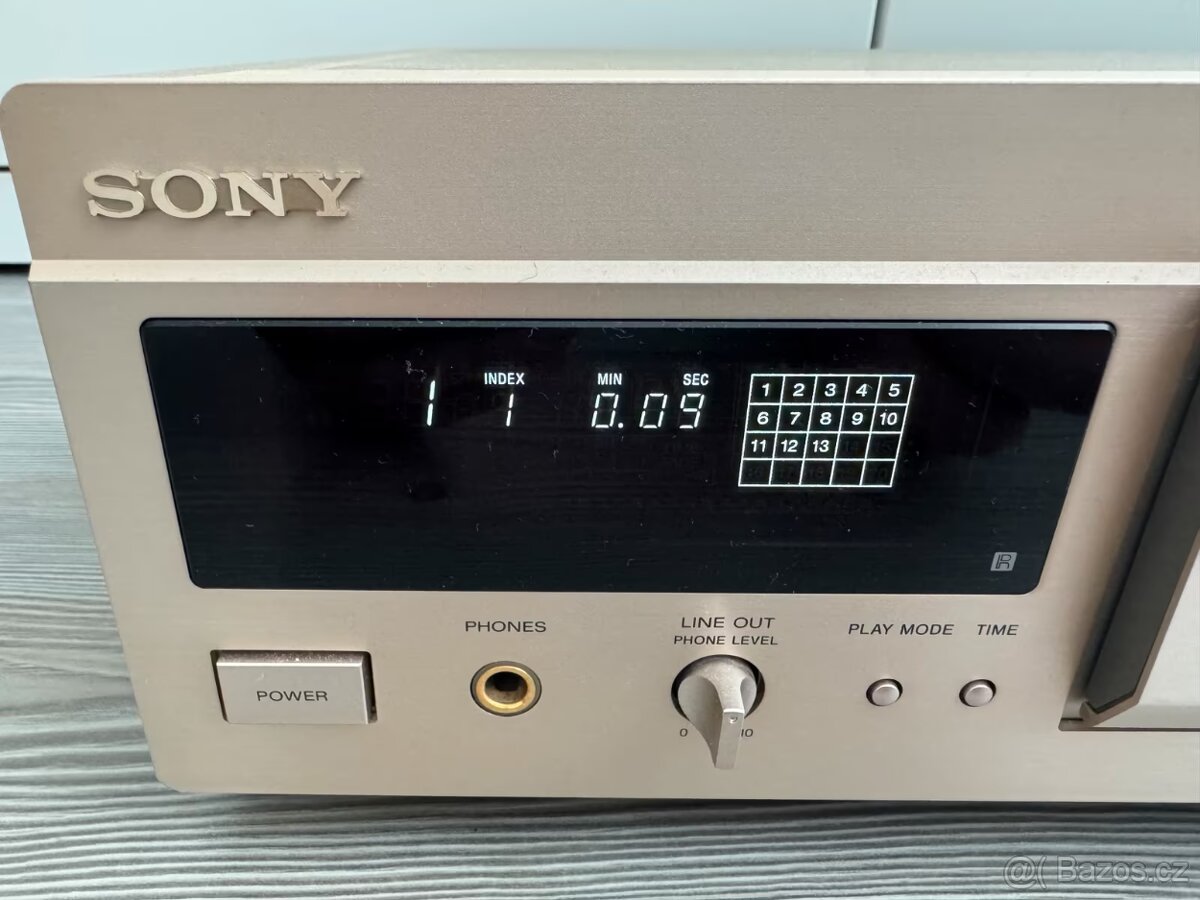 SONY
INDEX MIN SEC
1 1 0.09
1 2 3 4 5
6 7 8 9 10
11 12 13
R
PHONES
LINE OUT
PHONE LEVEL
PLAY MODE TIME
POWER
0 10
@( Bazos.cz